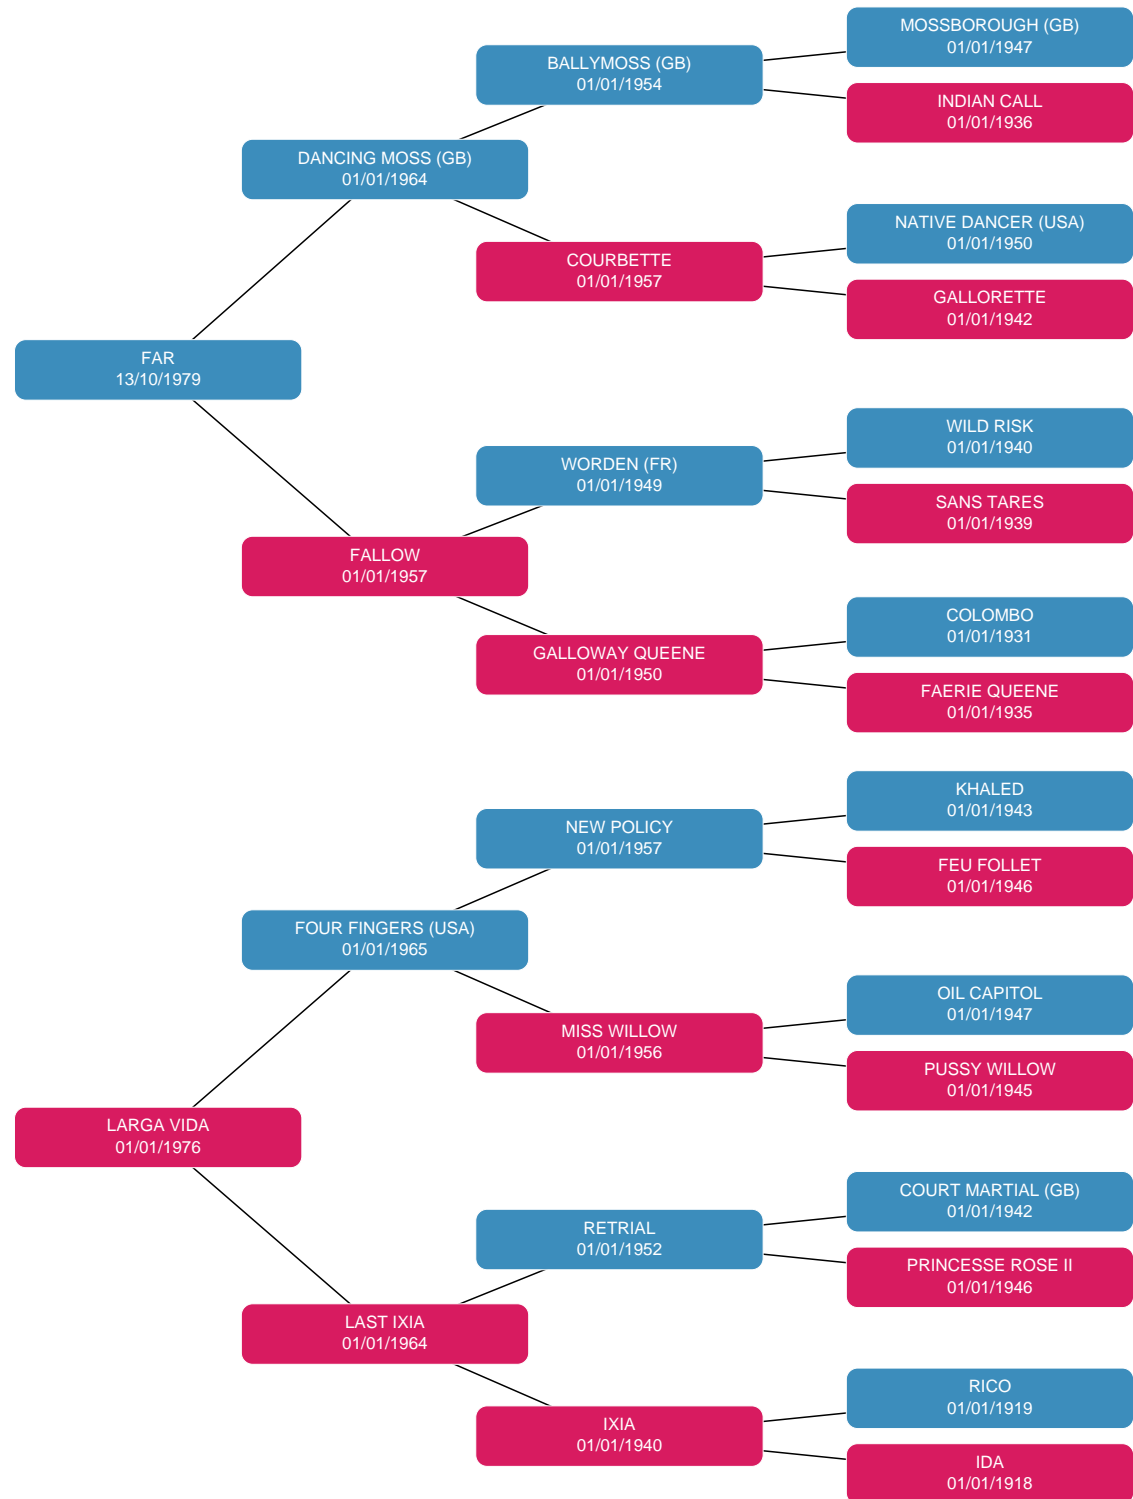 MOSSBOROUGH (GB)
01/01/1947
BALLYMOSS (GB)
01/01/1954
INDIAN CALL
01/01/1936
DANCING MOSS (GB)
01/01/1964
NATIVE DANCER (USA)
01/01/1950
COURBETTE
01/01/1957
GALLORETTE
01/01/1942
FAR
13/10/1979
WILD RISK
01/01/1940
WORDEN (FR)
01/01/1949
SANS TARES
01/01/1939
FALLOW
01/01/1957
COLOMBO
01/01/1931
GALLOWAY QUEENE
01/01/1950
FAERIE QUEENE
01/01/1935
KHALED
01/01/1943
NEW POLICY
01/01/1957
FEU FOLLET
01/01/1946
FOUR FINGERS (USA)
01/01/1965
OIL CAPITOL
01/01/1947
MISS WILLOW
01/01/1956
PUSSY WILLOW
01/01/1945
LARGA VIDA
01/01/1976
COURT MARTIAL (GB)
01/01/1942
RETRIAL
01/01/1952
PRINCESSE ROSE II
01/01/1946
LAST IXIA
01/01/1964
RICO
01/01/1919
IXIA
01/01/1940
IDA
01/01/1918